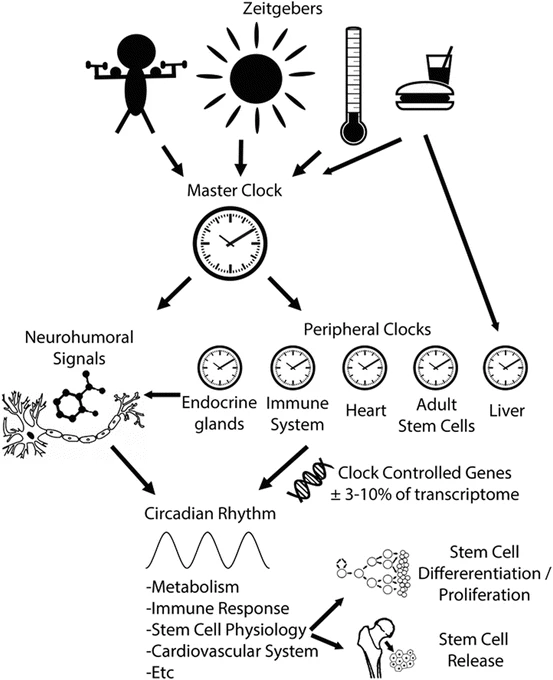 Zeitgebers
Master Clock
Neurohumoral
Signals
Peripheral Clocks
Endocrine
glands
Immune
System
Heart
Adult
Stem Cells
Liver
Clock Controlled Genes
± 3-10% of transcriptome
Circadian Rhythm
-Metabolism
-Immune Response
-Stem Cell Physiology
-Cardiovascular System
-Etc
Stem Cell
Differerentiation /
Proliferation
Stem Cell
Release